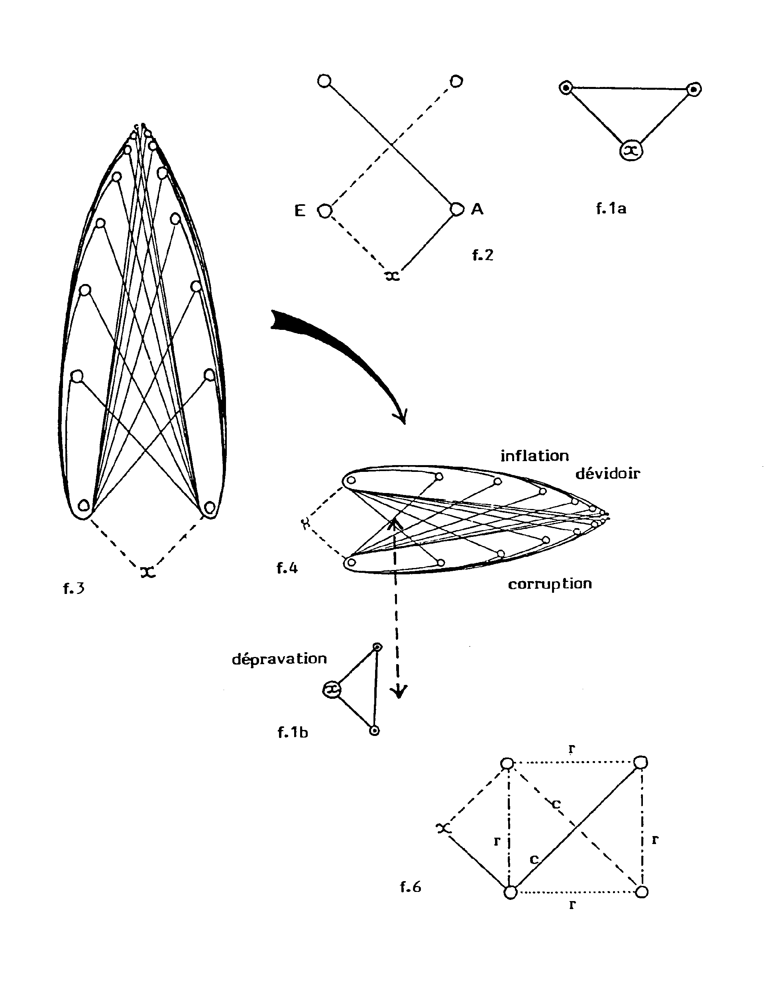 x
f.1a
E
A
f.2
x
x
f.3
inflation
dévidoir
x
f.4
corruption
dépravation
x
f.1b
r
c
x
r
r
c
f.6
r